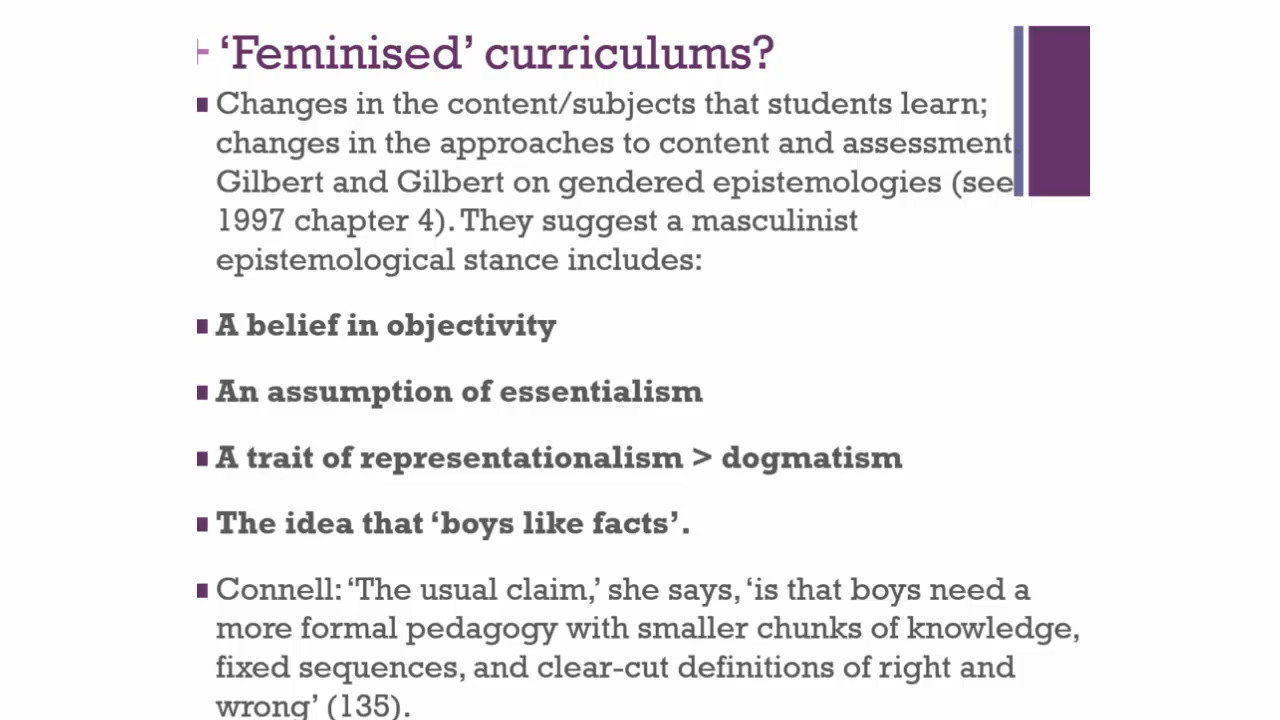 + ‘Feminised’ curriculums?
■ Changes in the content/subjects that students learn;
changes in the approaches to content and assessment.
Gilbert and Gilbert on gendered epistemologies (see
1997 chapter 4). They suggest a masculinist
epistemological stance includes:
■ A belief in objectivity
■ An assumption of essentialism
■ A trait of representationalism > dogmatism
■ The idea that ‘boys like facts’.
■ Connell: ‘The usual claim,’ she says, ‘is that boys need a
more formal pedagogy with smaller chunks of knowledge,
fixed sequences, and clear-cut definitions of right and
wrong’ (135).